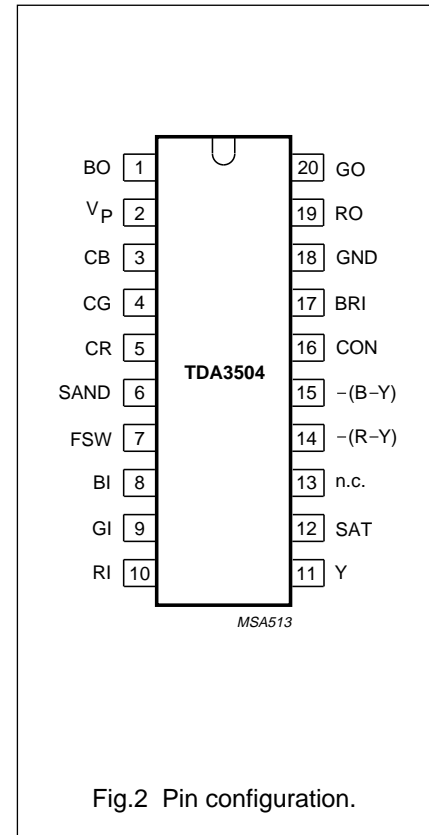 BO 1 20 GO
VP 2 19 RO
CB 3 18 GND
CG 4 17 BRI
CR 5 16 CON
TDA3504
SAND 6 15 −(B−Y)
FSW 7 14 −(R−Y)
BI 8 13 n.c.
GI 9 12 SAT
RI 10 11 Y
MSA513
Fig.2 Pin configuration.